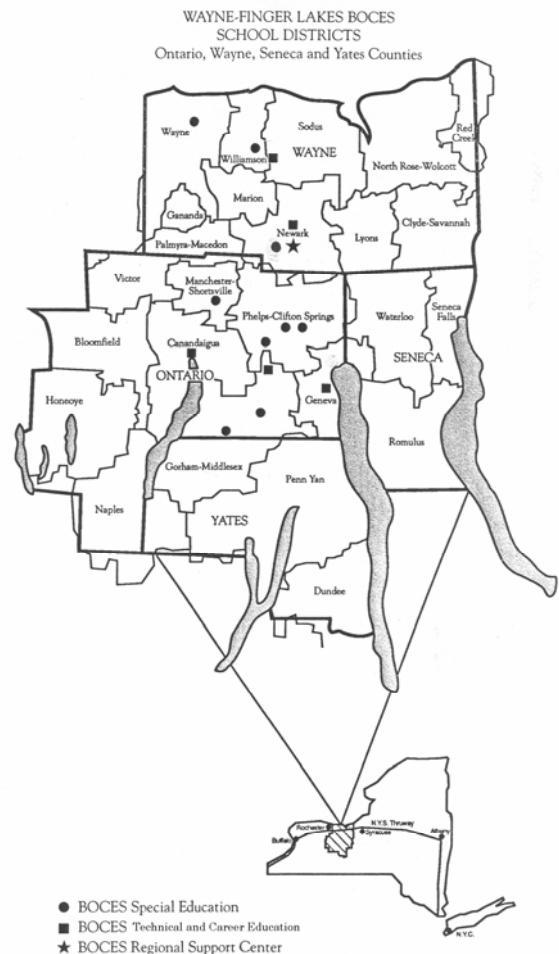 WAYNE-FINGER LAKES BOCES
SCHOOL DISTRICTS
Ontario, Wayne, Seneca and Yates Counties
Wayne
Sodus
Williamson
WAYNE
Red
Creek
North Rose-Wolcott
Marion
Gananda
Newark
Lyons
Clyde-Savannah
Palmyra-Macedon
Victor
Manchester-
Shortsville
Phelps-Clifton Springs
Waterloo
Seneca
Falls
Bloomfield
Canandaigua
SENECA
ONTARIO
Honeoye
Geneva
Romulus
Gorham-Middlesex
Penn Yan
Naples
YATES
Dundee
Rochester
N.Y.S. Thruway
Buffalo
Syracuse
Albany
N.Y.C.
BOCES Special Education
BOCES Technical and Career Education
BOCES Regional Support Center